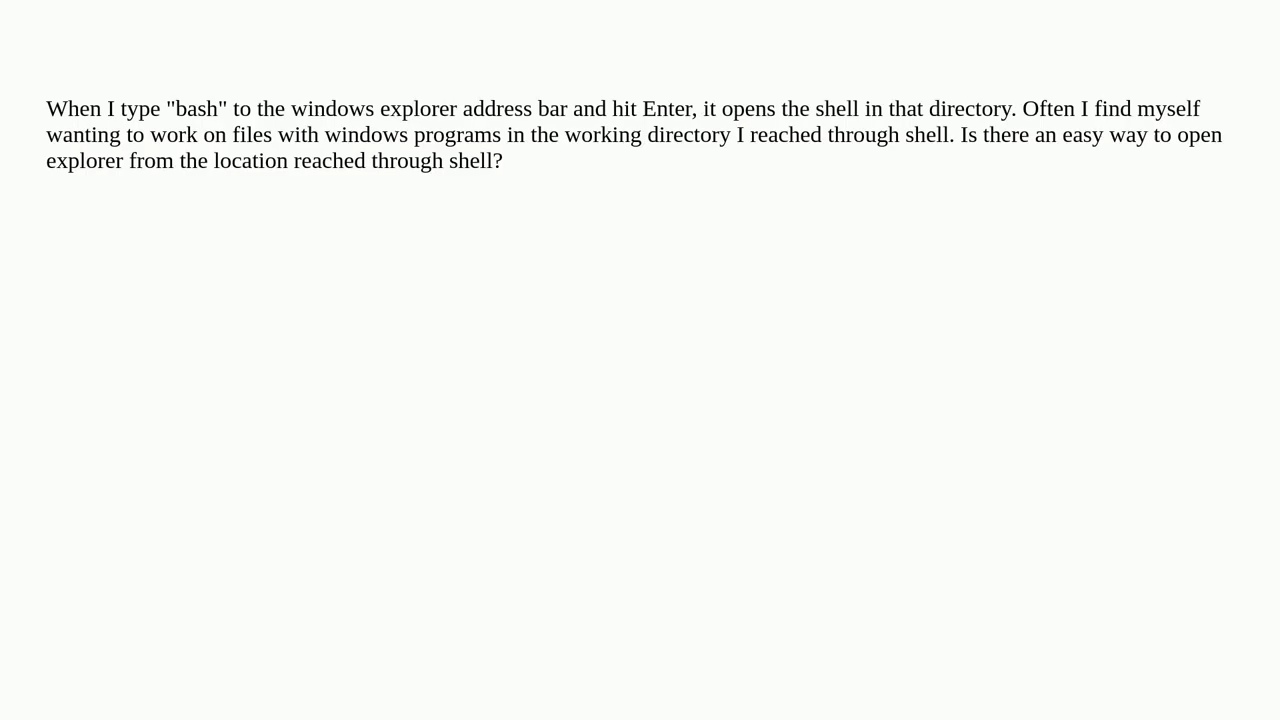 When I type "bash" to the windows explorer address bar and hit Enter, it opens the shell in that directory. Often I find myself
wanting to work on files with windows programs in the working directory I reached through shell. Is there an easy way to open
explorer from the location reached through shell?